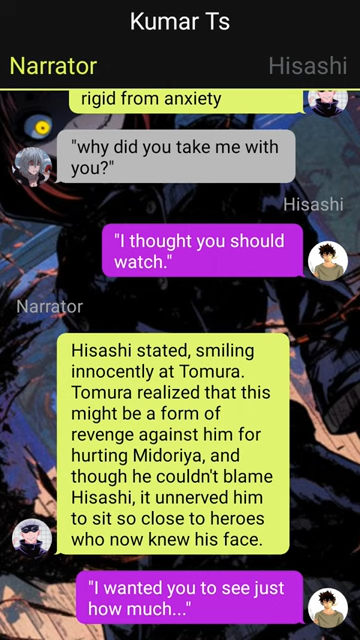 Kumar Ts
Narrator
Hisashi
rigid from anxiety
"why did you take me with
you?"
Hisashi
"I thought you should
watch."
Narrator
Hisashi stated, smiling
innocently at Tomura.
Tomura realized that this
might be a form of
revenge against him for
hurting Midoriya, and
though he couldn't blame
Hisashi, it unnerved him
to sit so close to heroes
who now knew his face.
"I wanted you to see just
how much..."